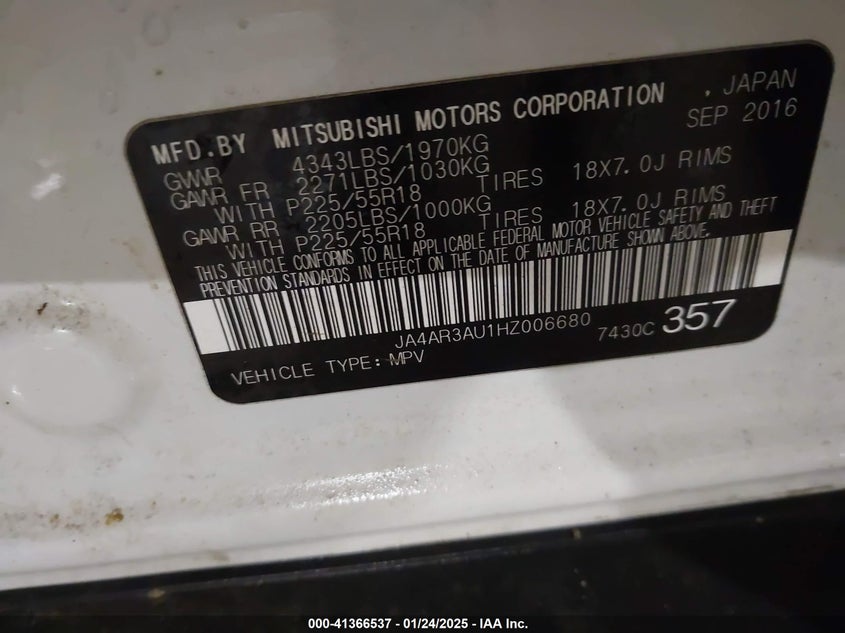 MFD.BY MITSUBISHI MOTORS CORPORATION , JAPAN
SEP 2016
GVWR 4343LBS/1970KG
GAWR FR 2271LBS/1030KG
WITH P225/55R18 TIRES 18X7.0J RIMS
GAWR RR 2205LBS/1000KG
WITH P225/55R18 TIRES 18X7.0J RIMS
THIS VEHICLE CONFORMS TO ALL APPLICABLE FEDERAL MOTOR VEHICLE SAFETY AND THEFT
PREVENTION STANDARDS IN EFFECT ON THE DATE OF MANUFACTURE SHOWN ABOVE.
JA4AR3AU1HZ006680 7430C 357
VEHICLE TYPE: MPV
000-41366537 - 01/24/2025 - IAA Inc.